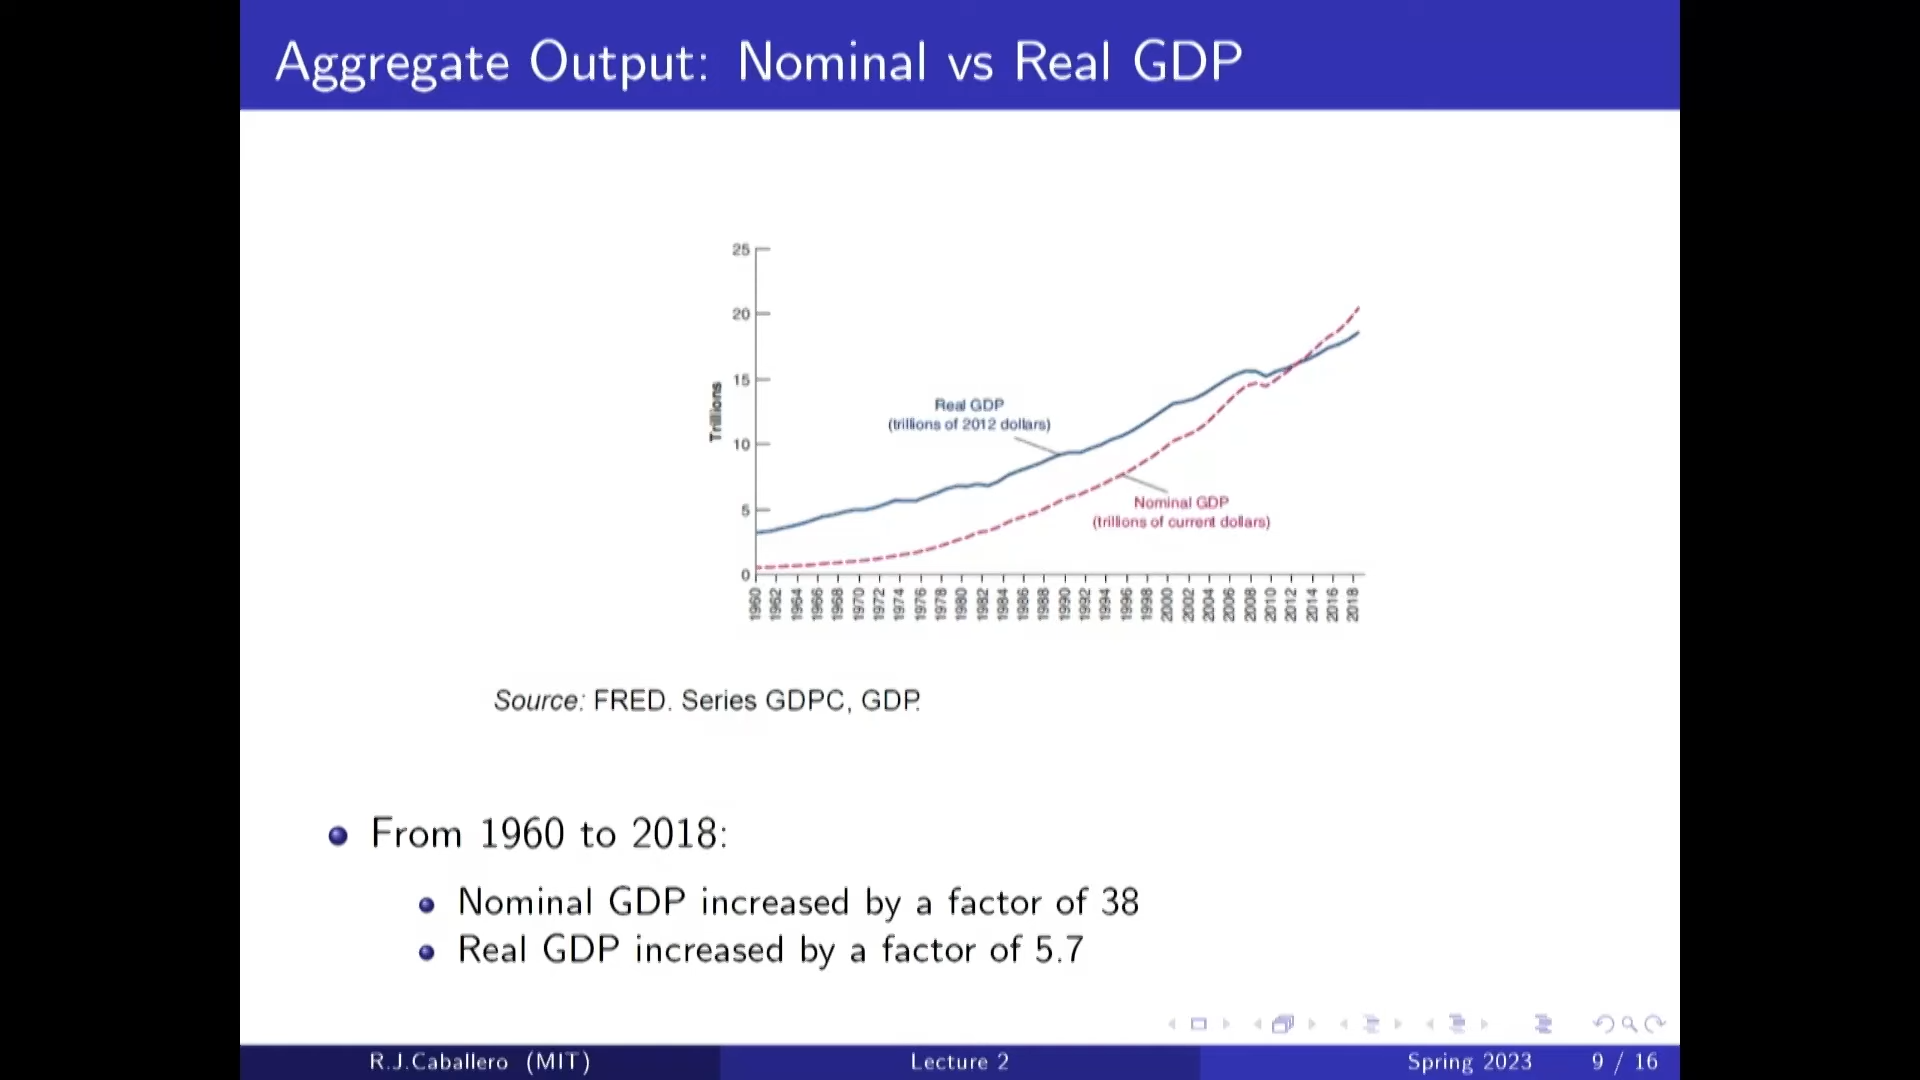 Aggregate Output: Nominal vs Real GDP
25
20
15
10
5
0
Trillions
Real GDP
(trillions of 2012 dollars)
Nominal GDP
(trillions of current dollars)
1960 1962 1964 1966 1968 1970 1972 1974 1976 1978 1980 1982 1984 1986 1988 1990 1992 1994 1996 1998 2000 2002 2004 2006 2008 2010 2012 2014 2016 2018
Source: FRED. Series GDPC, GDP.
From 1960 to 2018:
Nominal GDP increased by a factor of 38
Real GDP increased by a factor of 5.7
R.J.Caballero (MIT) Lecture 2 Spring 2023 9 / 16